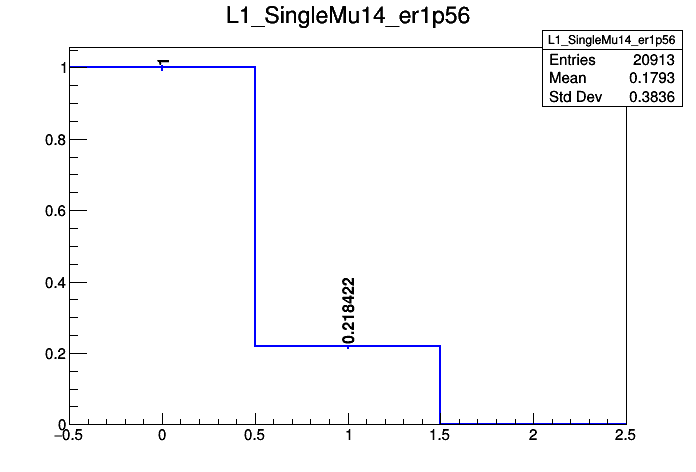 L1_SingleMu14_er1p56
L1_SingleMu14_er1p56
Entries 20913
Mean 0.1793
Std Dev 0.3836
1
0.218422
1
0.8
0.6
0.4
0.2
0
−0.5 0 0.5 1 1.5 2 2.5